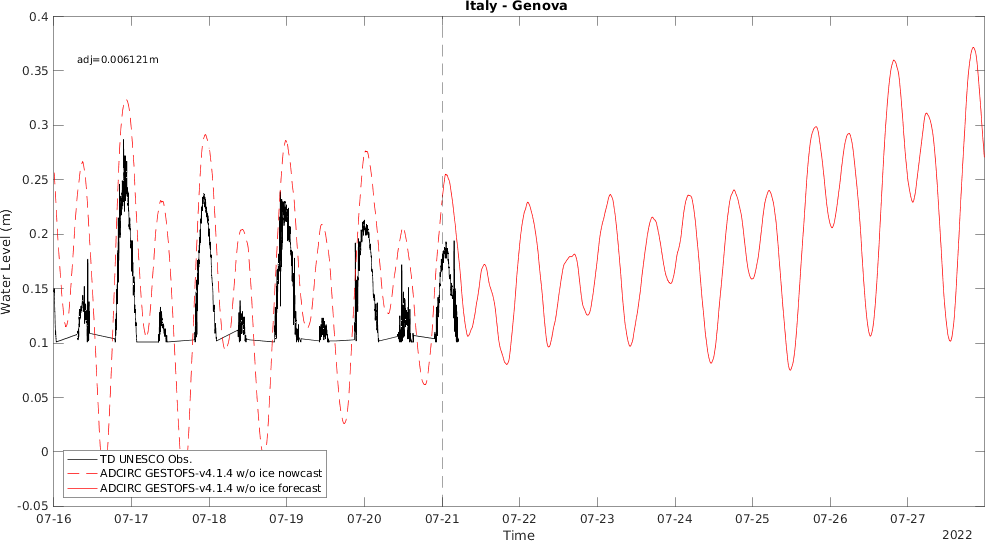 Italy - Genova
adj=0.006121m
0.4
0.35
0.3
0.25
0.2
0.15
0.1
0.05
0
-0.05
Water Level (m)
TD UNESCO Obs.
ADCIRC GESTOFS-v4.1.4 w/o ice nowcast
ADCIRC GESTOFS-v4.1.4 w/o ice forecast
07-16 07-17 07-18 07-19 07-20 07-21 07-22 07-23 07-24 07-25 07-26 07-27
Time
2022